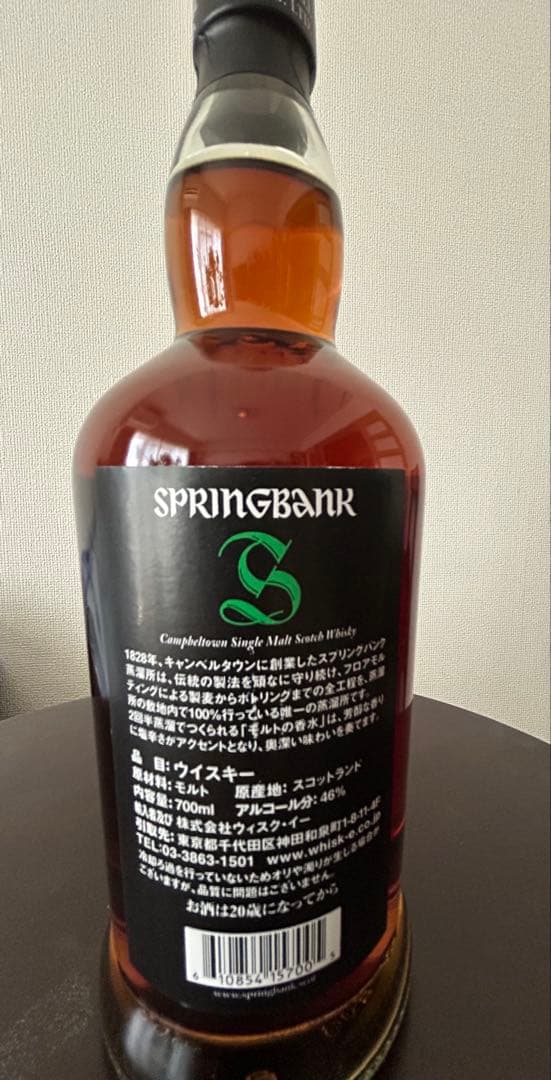 SPRINGBANK
S
Campbeltown Single Malt Scotch Whisky
1828年、キャンベルタウンに創業したスプリングバンク
蒸溜所は、伝統の製法を頑なに守り続け、フロアモル
ティングによる製麦からボトリングまでの全工程を、蒸溜
所の敷地内で100%行っている唯一の蒸溜所です。
2回半蒸溜でつくられる「モルトの香水」は、芳醇な香り
に塩辛さがアクセントとなり、奥深い味わいを奏でます。
品 目:ウイスキー
原材料:モルト 原産地:スコットランド
内容量:700ml アルコール分:46%
輸入者及び 株式会社ウィスク・イー
引取先:東京都千代田区神田和泉町1-8-11-4F
TEL:03-3863-1501 www.whisk-e.co.jp
冷却ろ過を行っていないためオリや濁りが生じる場合が
ございますが、品質に問題はございません。
お酒は20歳になってから
6 10854 15700 5
www.springbank.scot